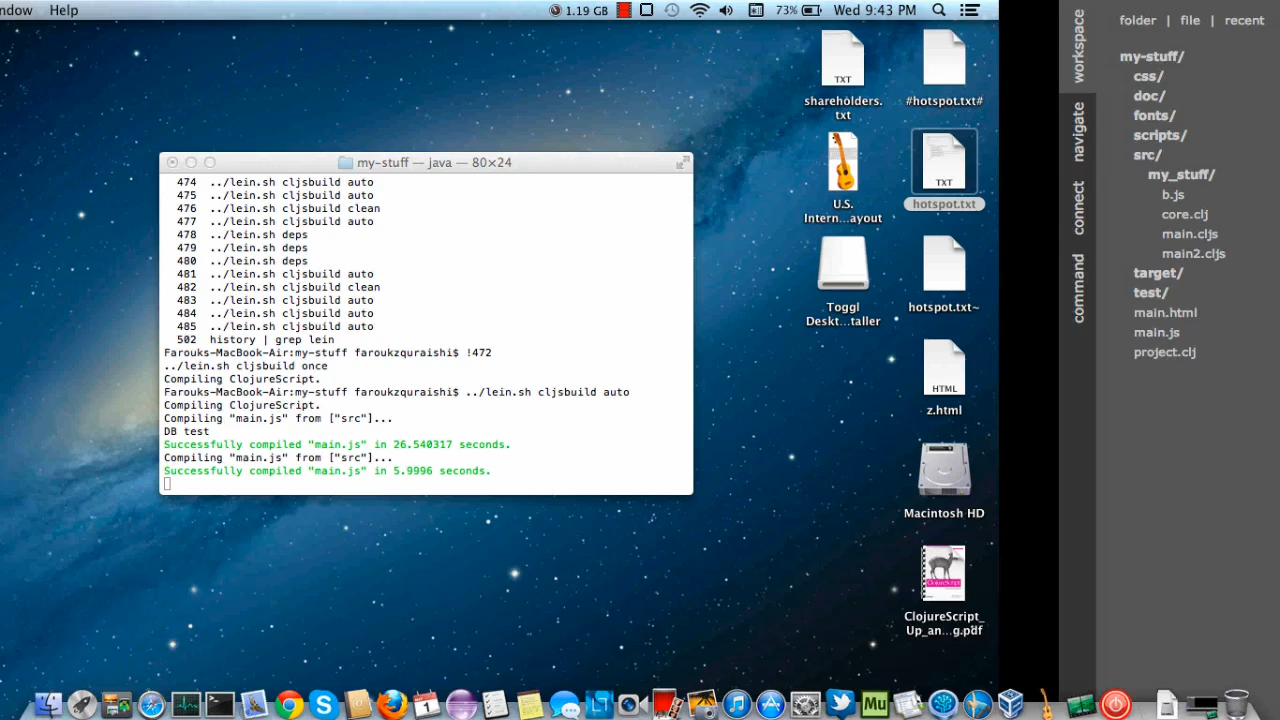 ndow Help 1.19 GB 73% Wed 9:43 PM
TXT
shareholders.
txt
#hotspot.txt#
U.S.
Intern...ayout
TXT
hotspot.txt
Toggl
Deskt...taller
hotspot.txt~
HTML
z.html
Macintosh HD
ClojureScript
ClojureScript_
Up_an...g.pdf
my-stuff — java — 80×24
474 ../lein.sh cljsbuild auto
475 ../lein.sh cljsbuild auto
476 ../lein.sh cljsbuild clean
477 ../lein.sh cljsbuild auto
478 ../lein.sh deps
479 ../lein.sh deps
480 ../lein.sh deps
481 ../lein.sh cljsbuild auto
482 ../lein.sh cljsbuild clean
483 ../lein.sh cljsbuild auto
484 ../lein.sh cljsbuild auto
485 ../lein.sh cljsbuild auto
502 history | grep lein
Farouks-MacBook-Air:my-stuff faroukzquraishi$ !472
../lein.sh cljsbuild once
Compiling ClojureScript.
Farouks-MacBook-Air:my-stuff faroukzquraishi$ ../lein.sh cljsbuild auto
Compiling ClojureScript.
Compiling "main.js" from ["src"]...
DB test
Successfully compiled "main.js" in 26.540317 seconds.
Compiling "main.js" from ["src"]...
Successfully compiled "main.js" in 5.9996 seconds.
workspace
navigate
connect
command
folder | file | recent
my-stuff/
css/
doc/
fonts/
scripts/
src/
my_stuff/
b.js
core.clj
main.cljs
main2.cljs
target/
test/
main.html
main.js
project.clj
1
Mu